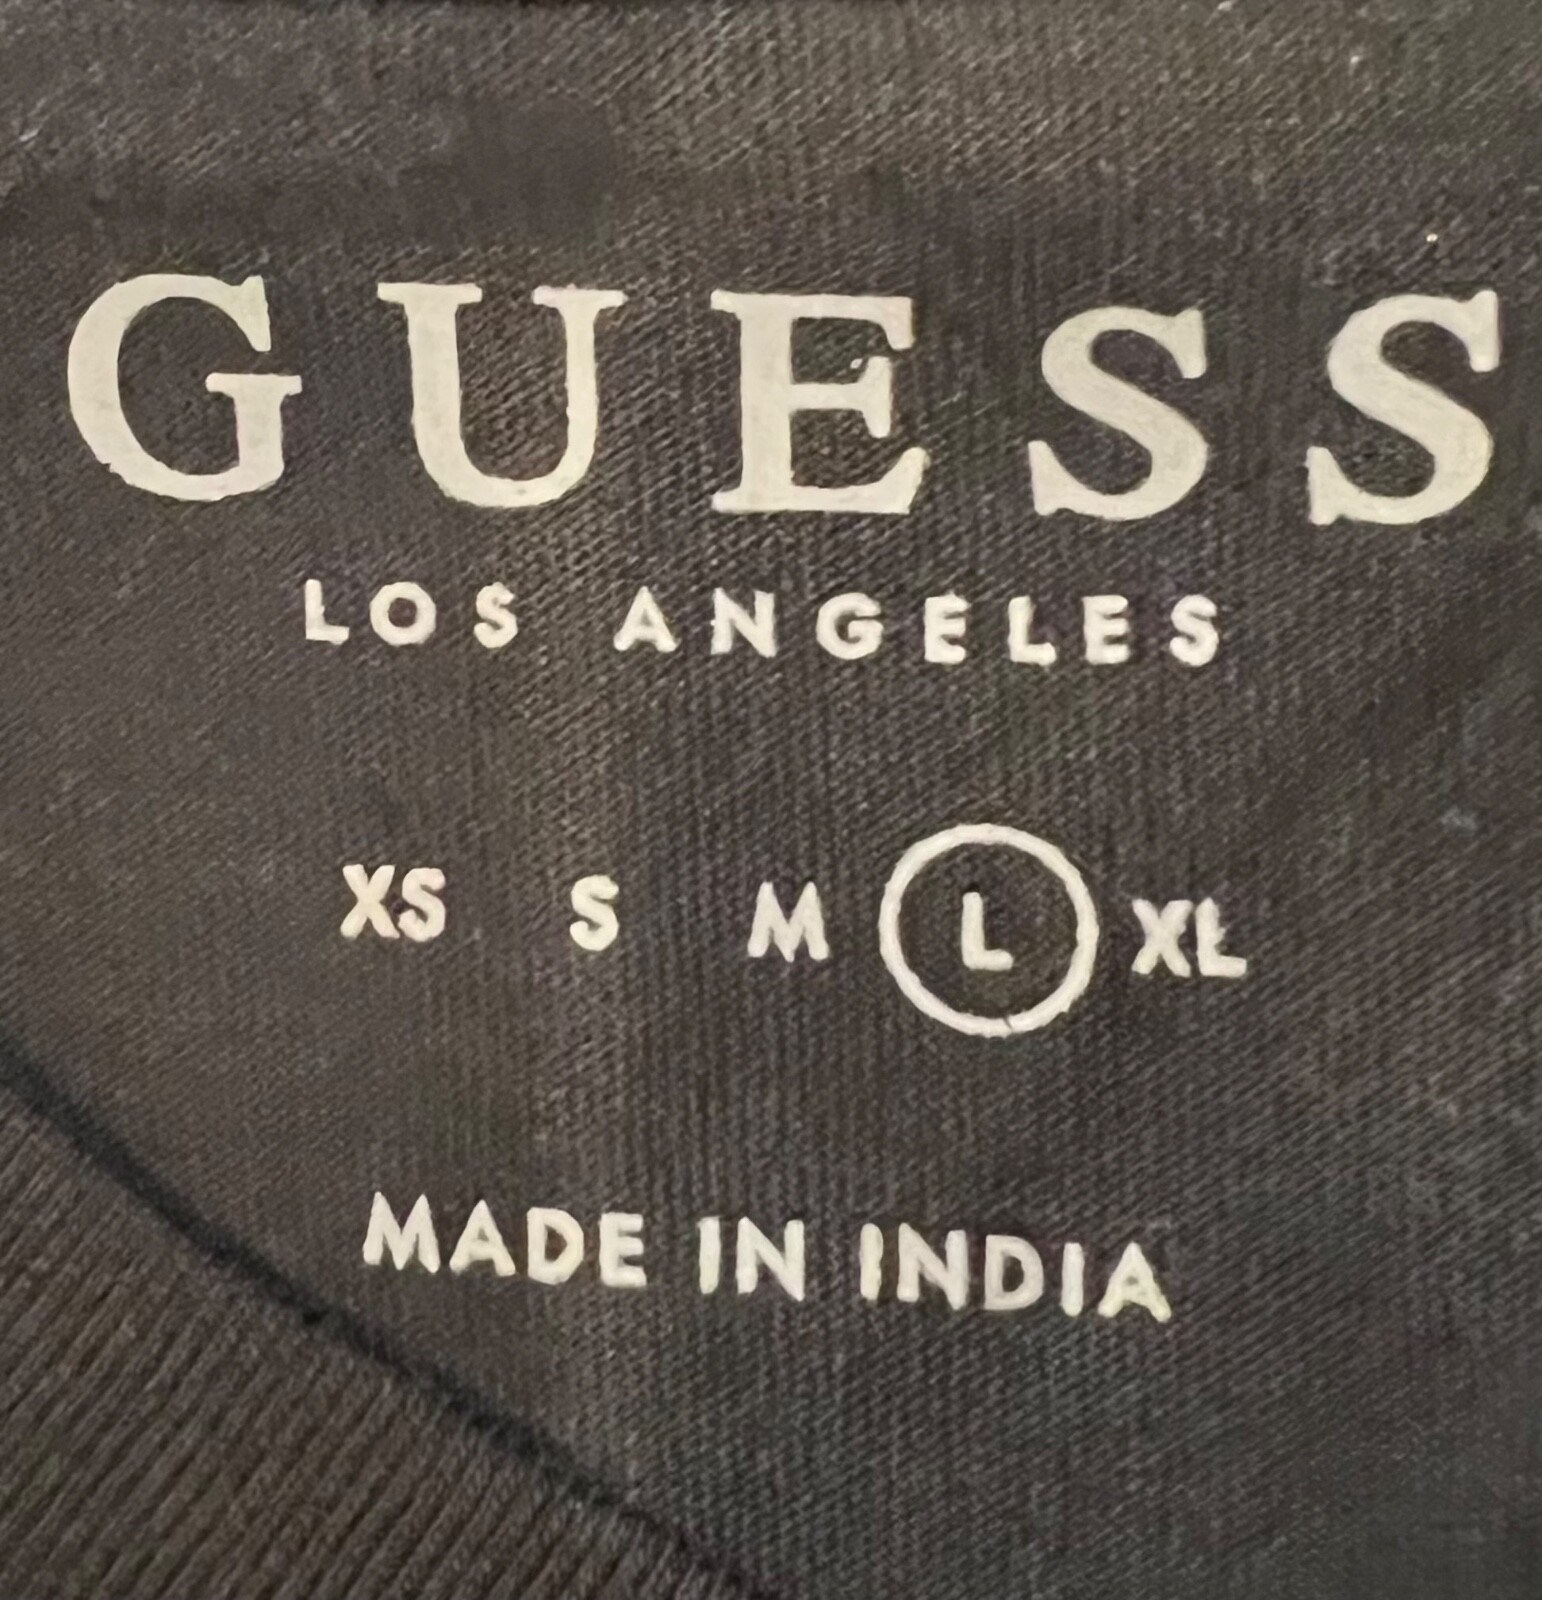 GUESS
LOS ANGELES
XS S M L XL
MADE IN INDIA